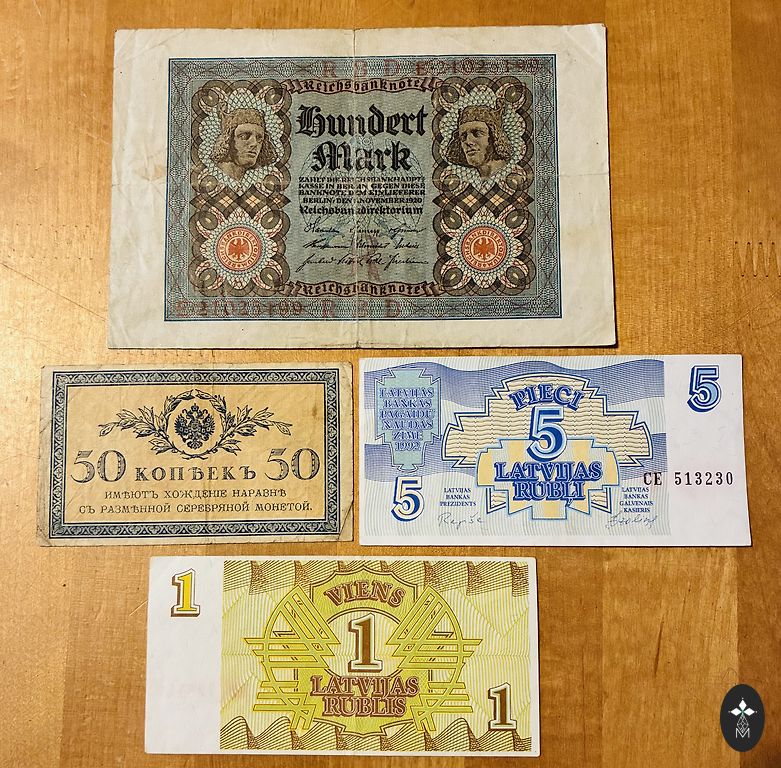 R B D
Reichsbanknote
Hundert
Mark
ZAHLT DIE REICHSBANKHAUPT=
KASSE IN BERLIN GEGEN DIESE
BANKNOTE DEM EINLIEFERER
BERLIN, DEN 1. NOVEMBER 1920
Reichsbankdirektorium
Reichsbanknote
R B D
50 КОПѢЕКЪ 50
ИМѢЮТЪ ХОЖДЕНІЕ НАРАВНѢ
СЪ РАЗМѢННОЙ СЕРЕБРЯНОЙ МОНЕТОЙ.
LATVIJAS
BANKAS
PAGAIDU
NAUDAS
ZĪME
1992
5
PIECI
5
LATVIJAS
RUBĻI
5
CE 513230
LATVIJAS
BANKAS
PREZIDENTS
LATVIJAS
BANKAS
GALVENAIS
KASIERIS
1
VIENS
1
LATVIJAS
RUBLIS
1
M